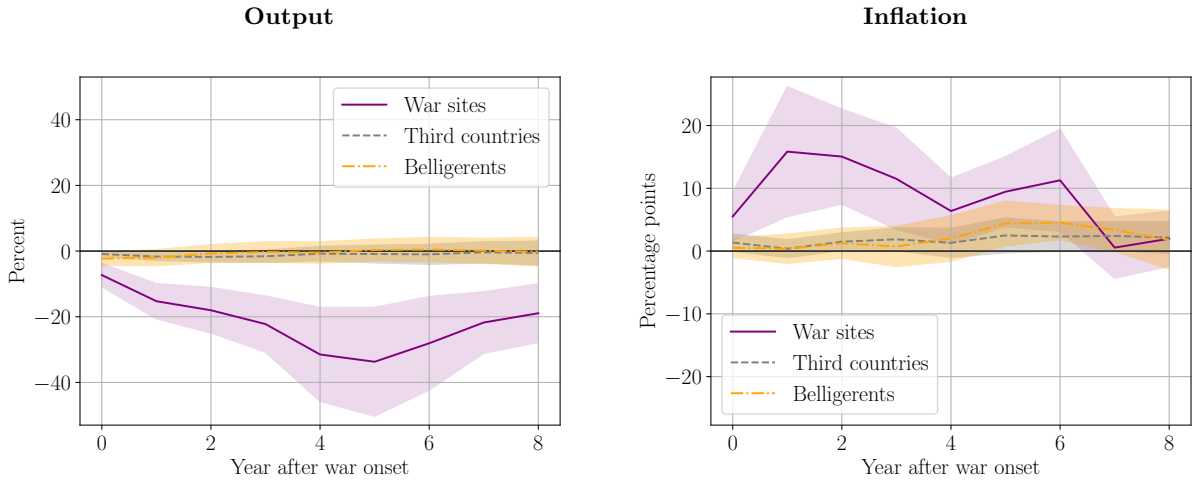 Output
Percent
40
20
0
−20
−40
War sites
Third countries
Belligerents
0 2 4 6 8
Year after war onset
Inflation
Percentage points
20
10
0
−10
−20
War sites
Third countries
Belligerents
0 2 4 6 8
Year after war onset